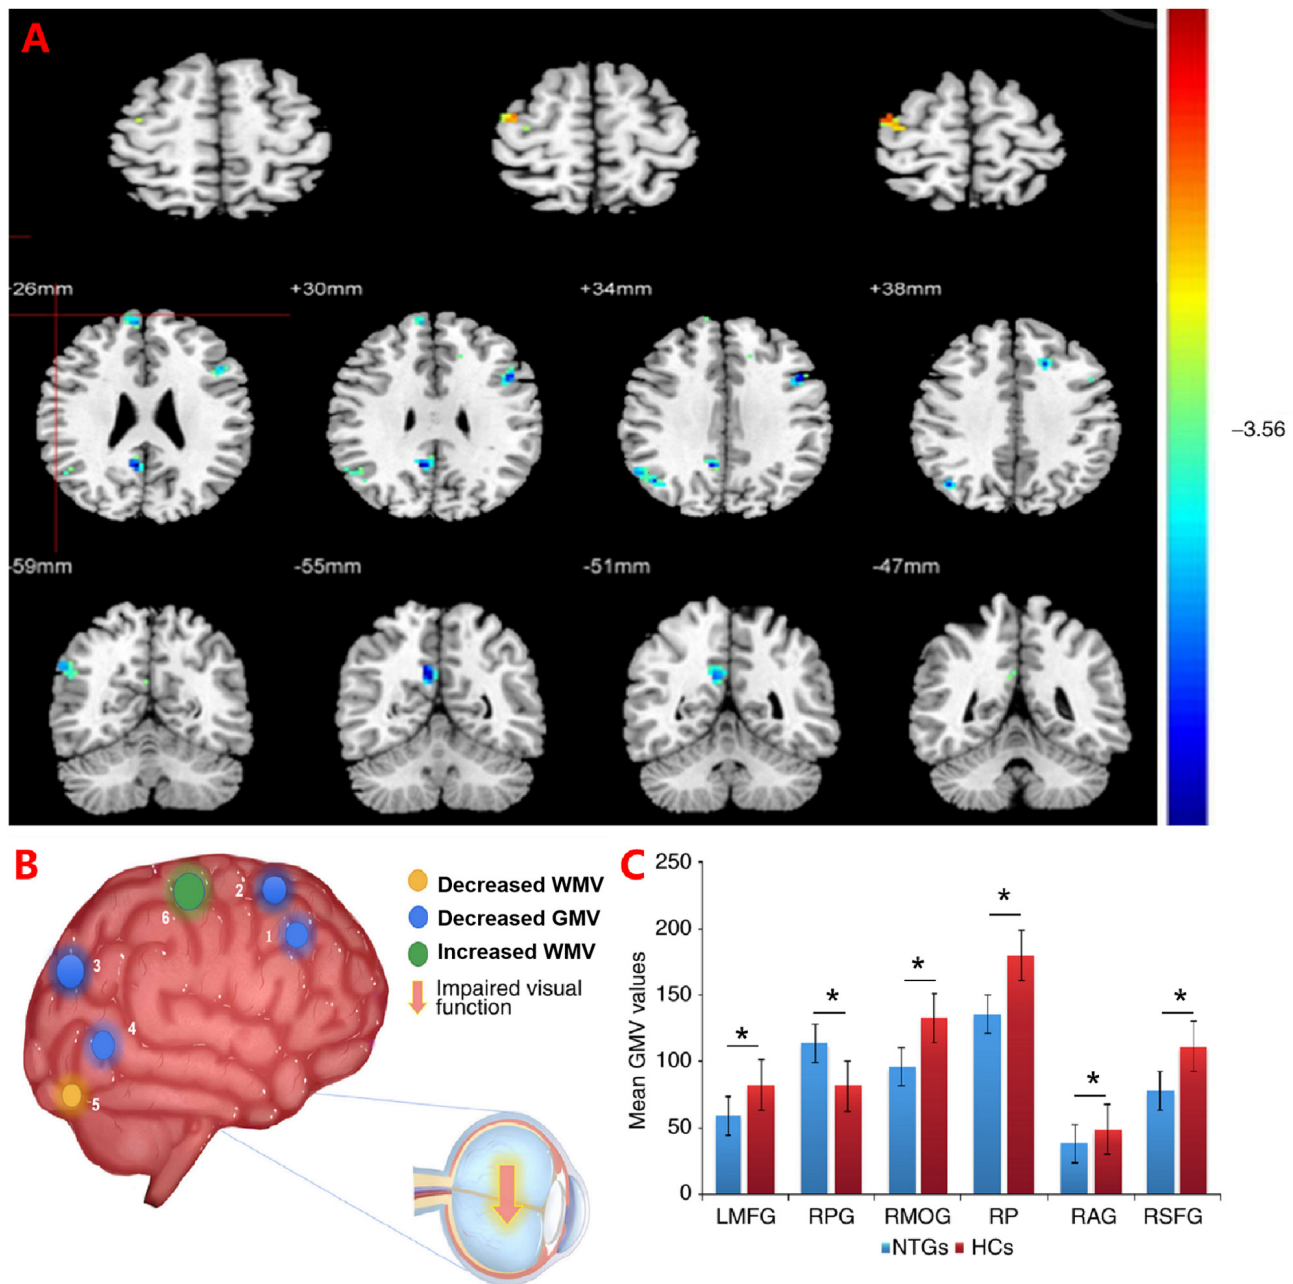 A
-26mm
+30mm
+34mm
+38mm
-3.56
-59mm
-55mm
-51mm
-47mm
B
2
6
1
3
4
5
Decreased WMV
Decreased GMV
Increased WMV
Impaired visual
function
C
Mean GMV values
250
200
150
100
50
0
*
*
*
*
*
*
LMFG
RPG
RMOG
RP
RAG
RSFG
NTGs
HCs